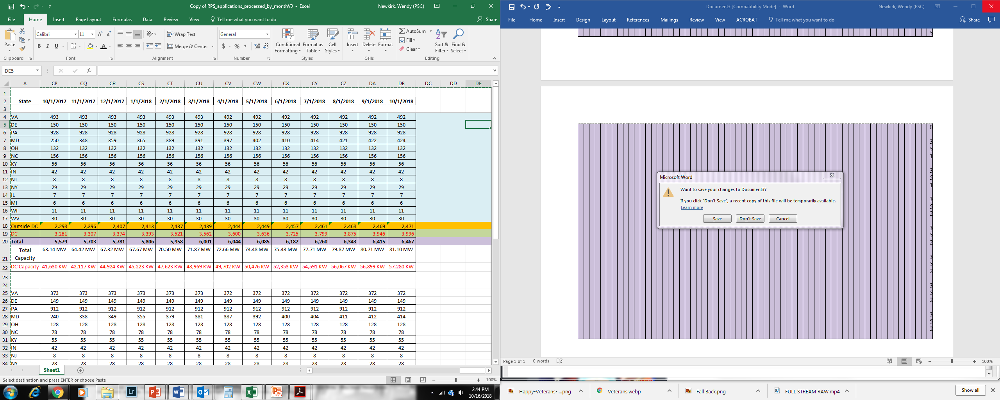 Copy of RPS_applications_processed_by_monthV3 - Excel
Newkirk, Wendy (PSC)
File Home Insert Page Layout Formulas Data Review View Tell me what you want to do Share
Calibri 11 Wrap Text General AutoSum
Paste B I U Merge & Center $ % Conditional Formatting Format as Table Cell Styles Insert Delete Format Fill Clear Sort & Filter Find & Select
Clipboard Font Alignment Number Styles Cells Editing
DE5 fx
A CP CQ CR CS CT CU CV CW CX CY CZ DA DB DC DD DE
1
2 State 10/1/2017 11/1/2017 12/1/2017 1/1/2018 2/1/2018 3/1/2018 4/1/2018 5/1/2018 6/1/2018 7/1/2018 8/1/2018 9/1/2018 10/1/2018
3
4 VA 493 493 493 493 493 493 492 492 492 492 492 492 492
5 DE 150 150 150 150 150 150 150 150 150 150 150 150 150
6 PA 928 928 928 928 928 928 928 928 928 928 928 928 928
7 MD 250 348 359 365 389 391 397 402 410 414 421 422 424
8 OH 132 132 132 132 132 132 132 132 132 132 132 132 132
9 NC 156 156 156 156 156 156 156 156 156 156 156 156 156
10 KY 56 56 56 56 56 56 56 56 56 56 56 56 56
11 IN 42 42 42 42 42 42 42 42 42 42 42 42 42
12 NJ 8 8 8 8 8 8 8 8 8 8 8 8 8
13 NY 29 29 29 29 29 29 29 29 29 29 29 29 29
14 IL 7 7 7 7 7 7 7 7 7 7 7 7 7
15 MI 6 6 6 6 6 6 6 6 6 6 6 6 6
16 WI 11 11 11 11 11 11 11 11 11 11 11 11 11
17 WV 30 30 30 30 30 30 30 30 30 30 30 30 30
18 Outside DC 2,298 2,396 2,407 2,413 2,437 2,439 2,444 2,449 2,457 2,461 2,468 2,469 2,471
19 DC 3,281 3,307 3,374 3,393 3,521 3,562 3,600 3,636 3,725 3,799 3,875 3,946 3,996
20 Total 5,579 5,703 5,781 5,806 5,958 6,001 6,044 6,085 6,182 6,260 6,343 6,415 6,467
21 Total Capacity 63.14 MW 64.42 MW 67.32 MW 67.67 MW 70.50 MW 71.87 MW 72.66 MW 73.48 MW 75.43 MW 77.71 MW 79.87 MW 80.71 MW 81.10 MW
22 DC Capacity 41,630 KW 42,117 KW 44,924 KW 45,223 KW 47,623 KW 48,969 KW 49,702 KW 50,476 KW 52,353 KW 54,591 KW 56,067 KW 56,899 KW 57,280 KW
23
24
25 VA 373 373 373 373 373 373 372 372 372 372 372 372 372
26 DE 149 149 149 149 149 149 149 149 149 149 149 149 149
27 PA 912 912 912 912 912 912 912 912 912 912 912 912 912
28 MD 240 338 349 355 379 381 387 392 400 404 411 412 414
29 OH 128 128 128 128 128 128 128 128 128 128 128 128 128
30 NC 78 78 78 78 78 78 78 78 78 78 78 78 78
31 KY 55 55 55 55 55 55 55 55 55 55 55 55 55
32 IN 42 42 42 42 42 42 42 42 42 42 42 42 42
33 NJ 8 8 8 8 8 8 8 8 8 8 8 8 8
34 NY 28 28 28 28 28 28 28 28 28 28 28 28 28
Sheet1
Select destination and press ENTER or choose Paste
100%
Lr
2:44 PM
10/16/2018
Document3 [Compatibility Mode] - Word
Newkirk, Wendy (PSC)
File Home Insert Design Layout References Mailings Review View ACROBAT Tell me what you want to do Share
5
0
3
5
1
3
5
1
3
5
2
3
5
2
3
5
2
3
5
2
3
5
2
Microsoft Word
Want to save your changes to Document3?
If you click "Don't Save", a recent copy of this file will be temporarily available.
Learn more
Save Don't Save Cancel
Page 1 of 1 0 words
100%
Happy-Veterans-....png Veterans.webp Fall Back.png FULL STREAM RAW.mp4 Show all